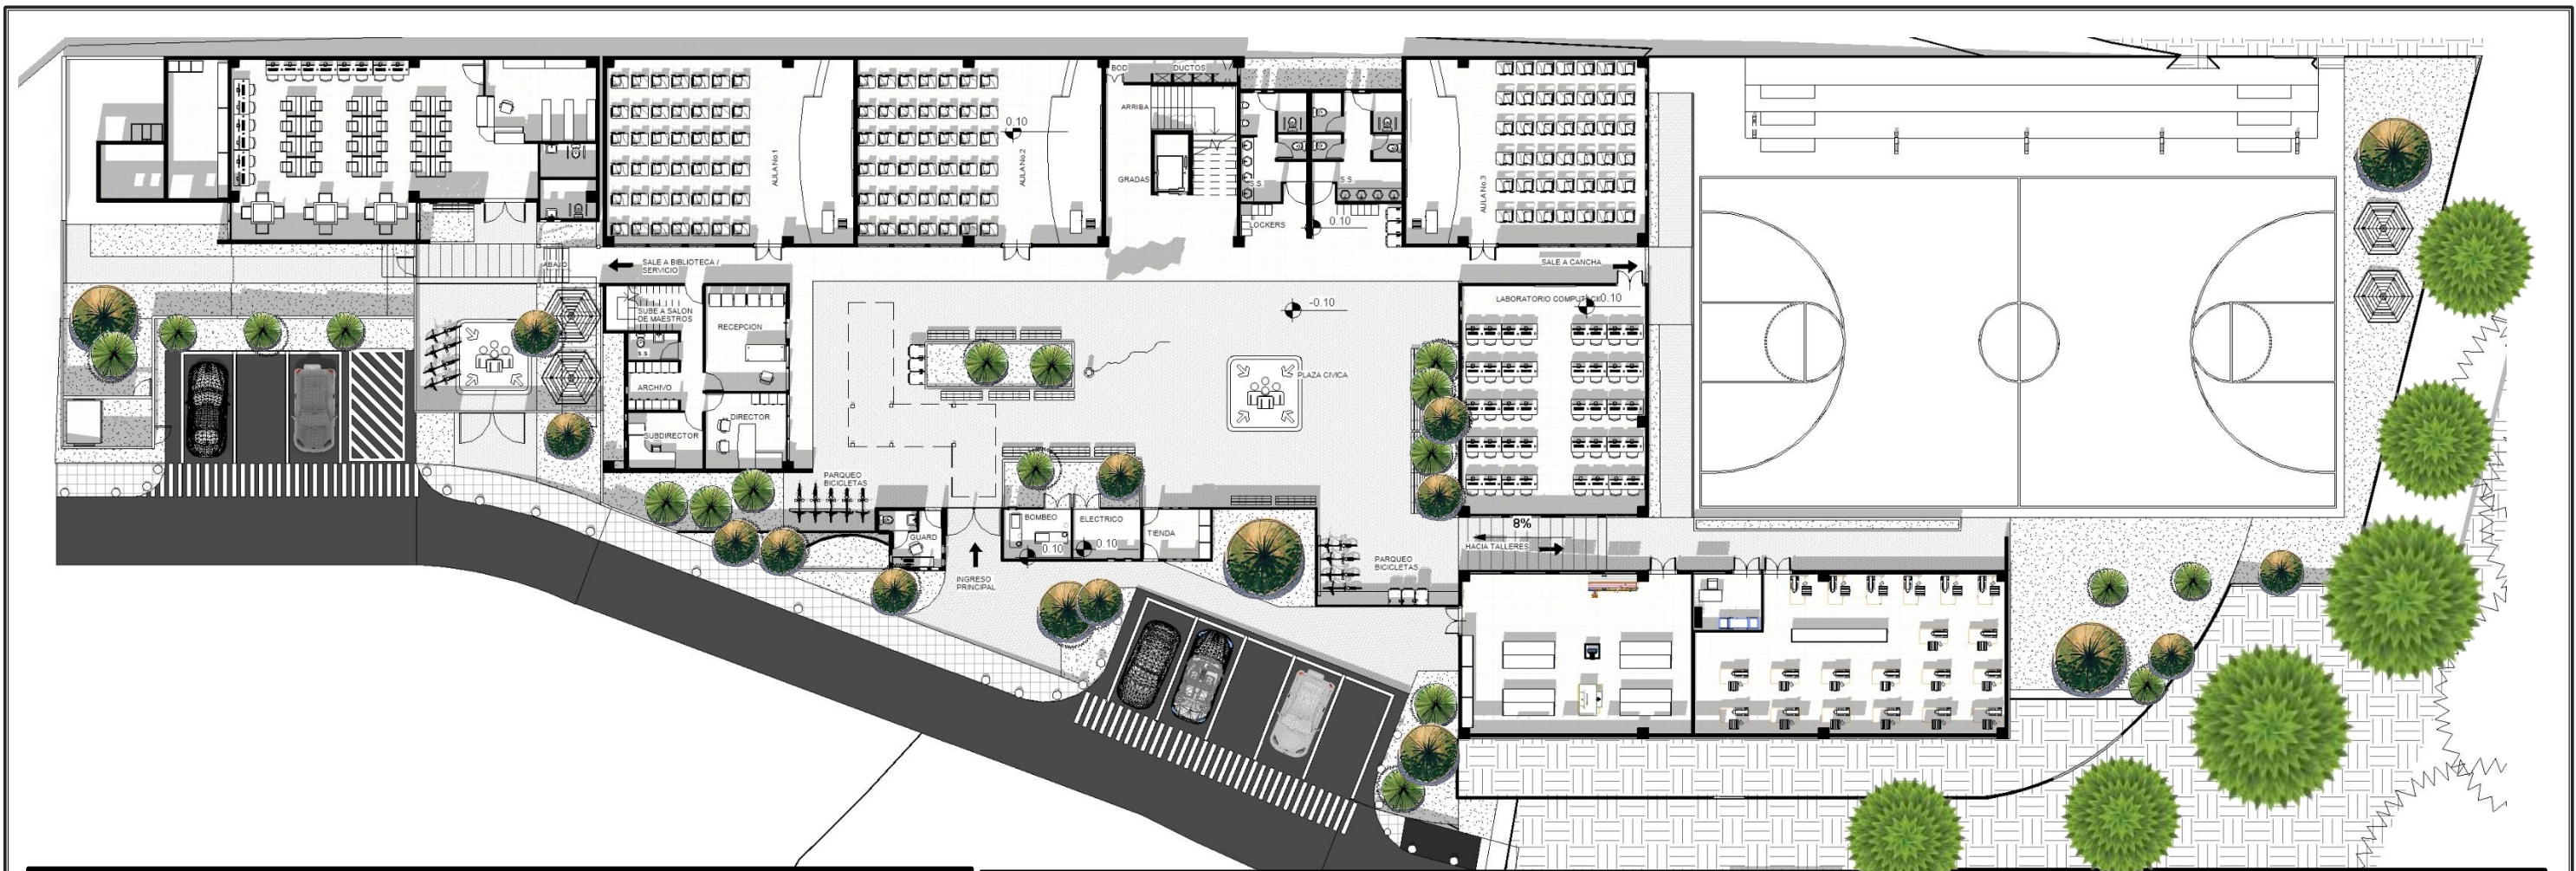 BOD
DUCTOS
ARRIBA
0.10
AULA No.1
AULA No.2
GRADAS
S.S.
S.S.
AULA No.3
LOCKERS
0.10
ABAJO
SALE A BIBLIOTECA /
SERVICIO
SALE A CANCHA
SUBE A SALON
DE MAESTROS
RECEPCION
-0.10
LABORATORIO
0.10
S.S.
PLAZA CIVICA
ARCHIVO
DIRECTOR
SUBDIRECTOR
PARQUEO
BICICLETAS
BOMBEO
ELECTRICO
TIENDA
GUARD
0.10
0.10
8%
HACIA TALLERES
INGRESO
PRINCIPAL
PARQUEO
BICICLETAS